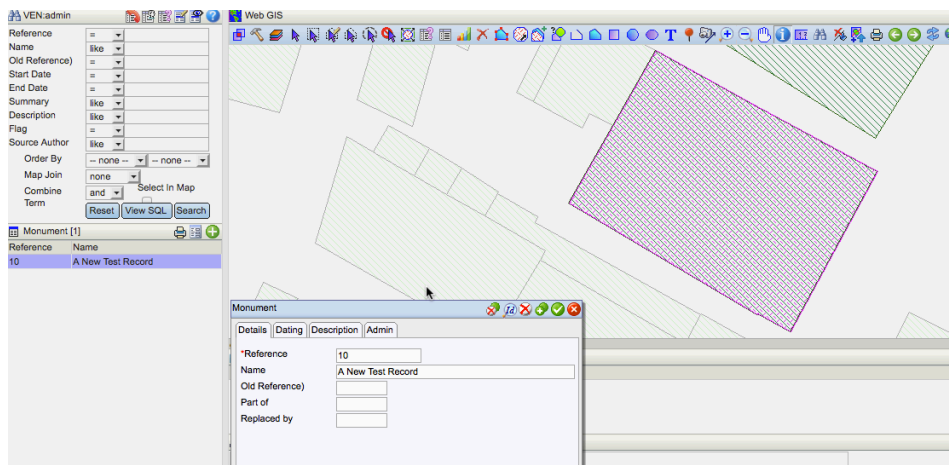 VEN:admin
Reference =
Name like
Old Reference) =
Start Date =
End Date =
Summary like
Description like
Flag =
Source Author like
Order By -- none -- -- none --
Map Join none
Combine Term and Select In Map
Reset View SQL Search
Monument [1]
Reference Name
10 A New Test Record
Web GIS
T
Monument Id
Details Dating Description Admin
*Reference 10
Name A New Test Record
Old Reference)
Part of
Replaced by